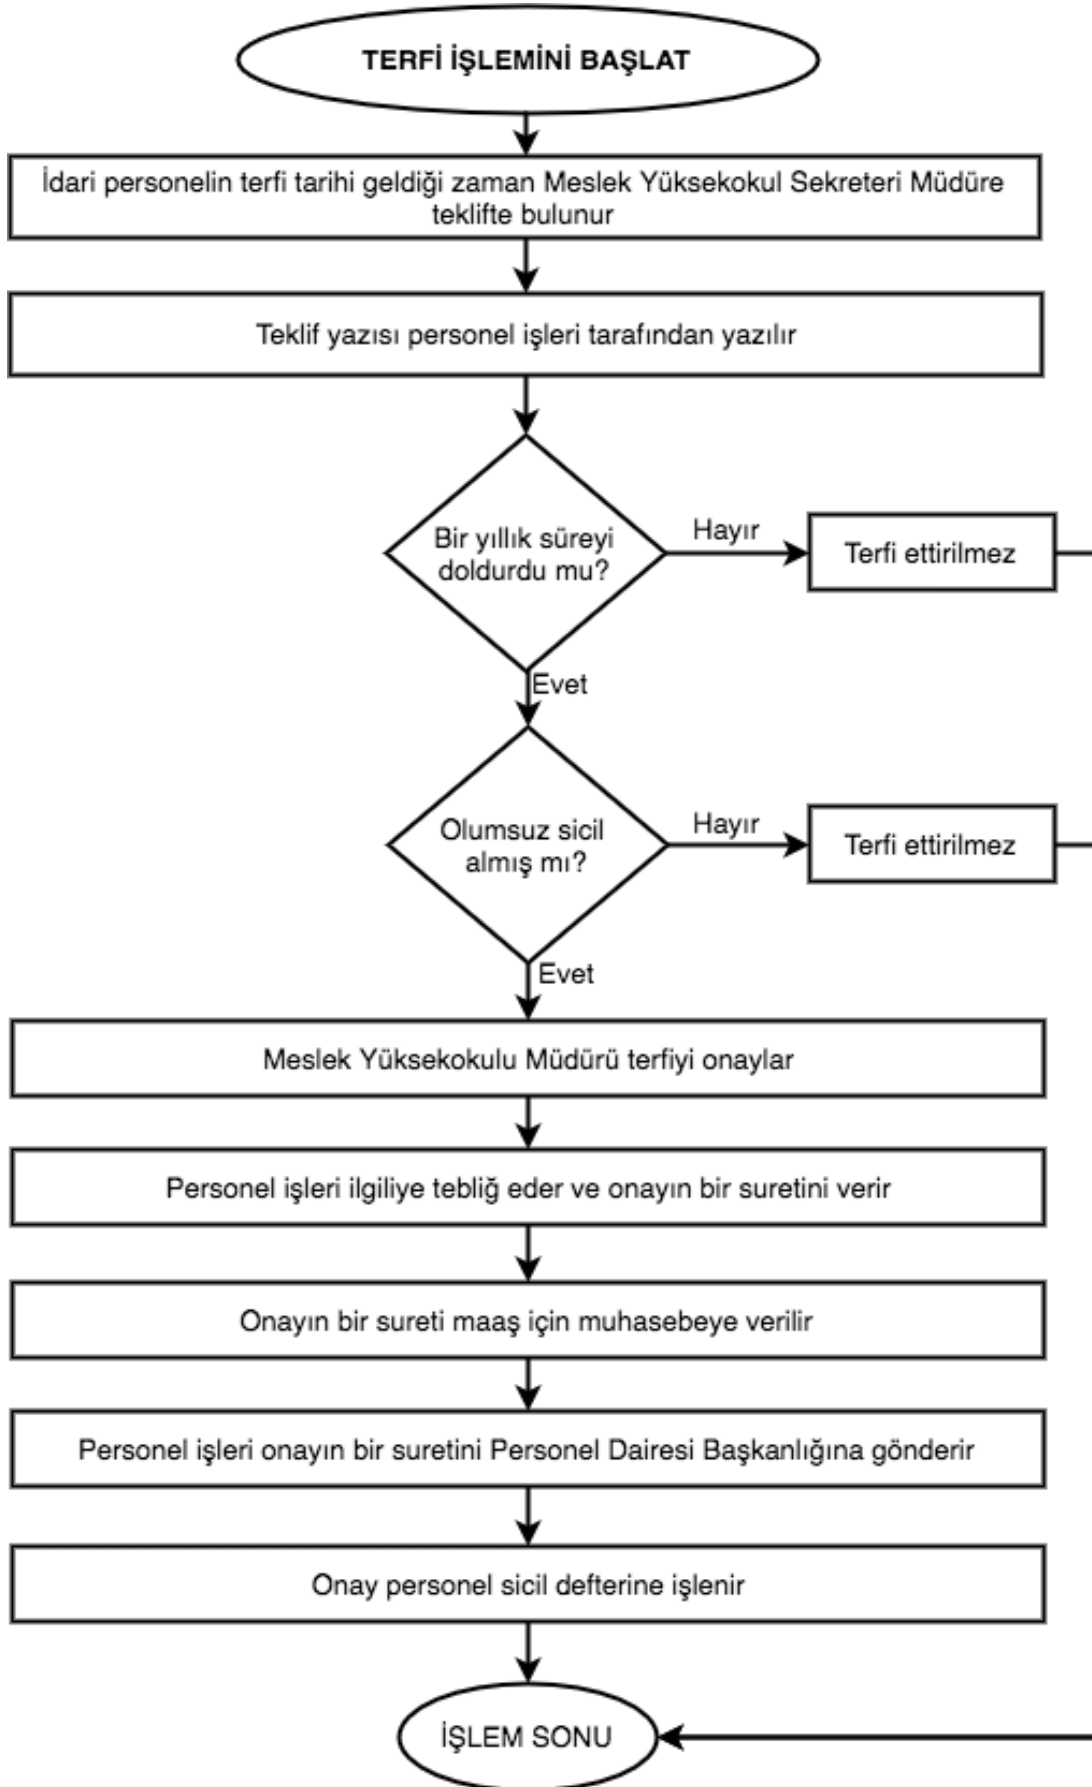 TERFİ İŞLEMİNİ BAŞLAT
İdari personelin terfi tarihi geldiği zaman Meslek Yüksekokul Sekreteri Müdüre
teklifte bulunur
Teklif yazısı personel işleri tarafından yazılır
Bir yıllık süreyi
doldurdu mu?
Hayır
Terfi ettirilmez
Evet
Olumsuz sicil
almış mı?
Hayır
Terfi ettirilmez
Evet
Meslek Yüksekokulu Müdürü terfiyi onaylar
Personel işleri ilgiliye tebliğ eder ve onayın bir suretini verir
Onayın bir sureti maaş için muhasebeye verilir
Personel işleri onayın bir suretini Personel Dairesi Başkanlığına gönderir
Onay personel sicil defterine işlenir
İŞLEM SONU